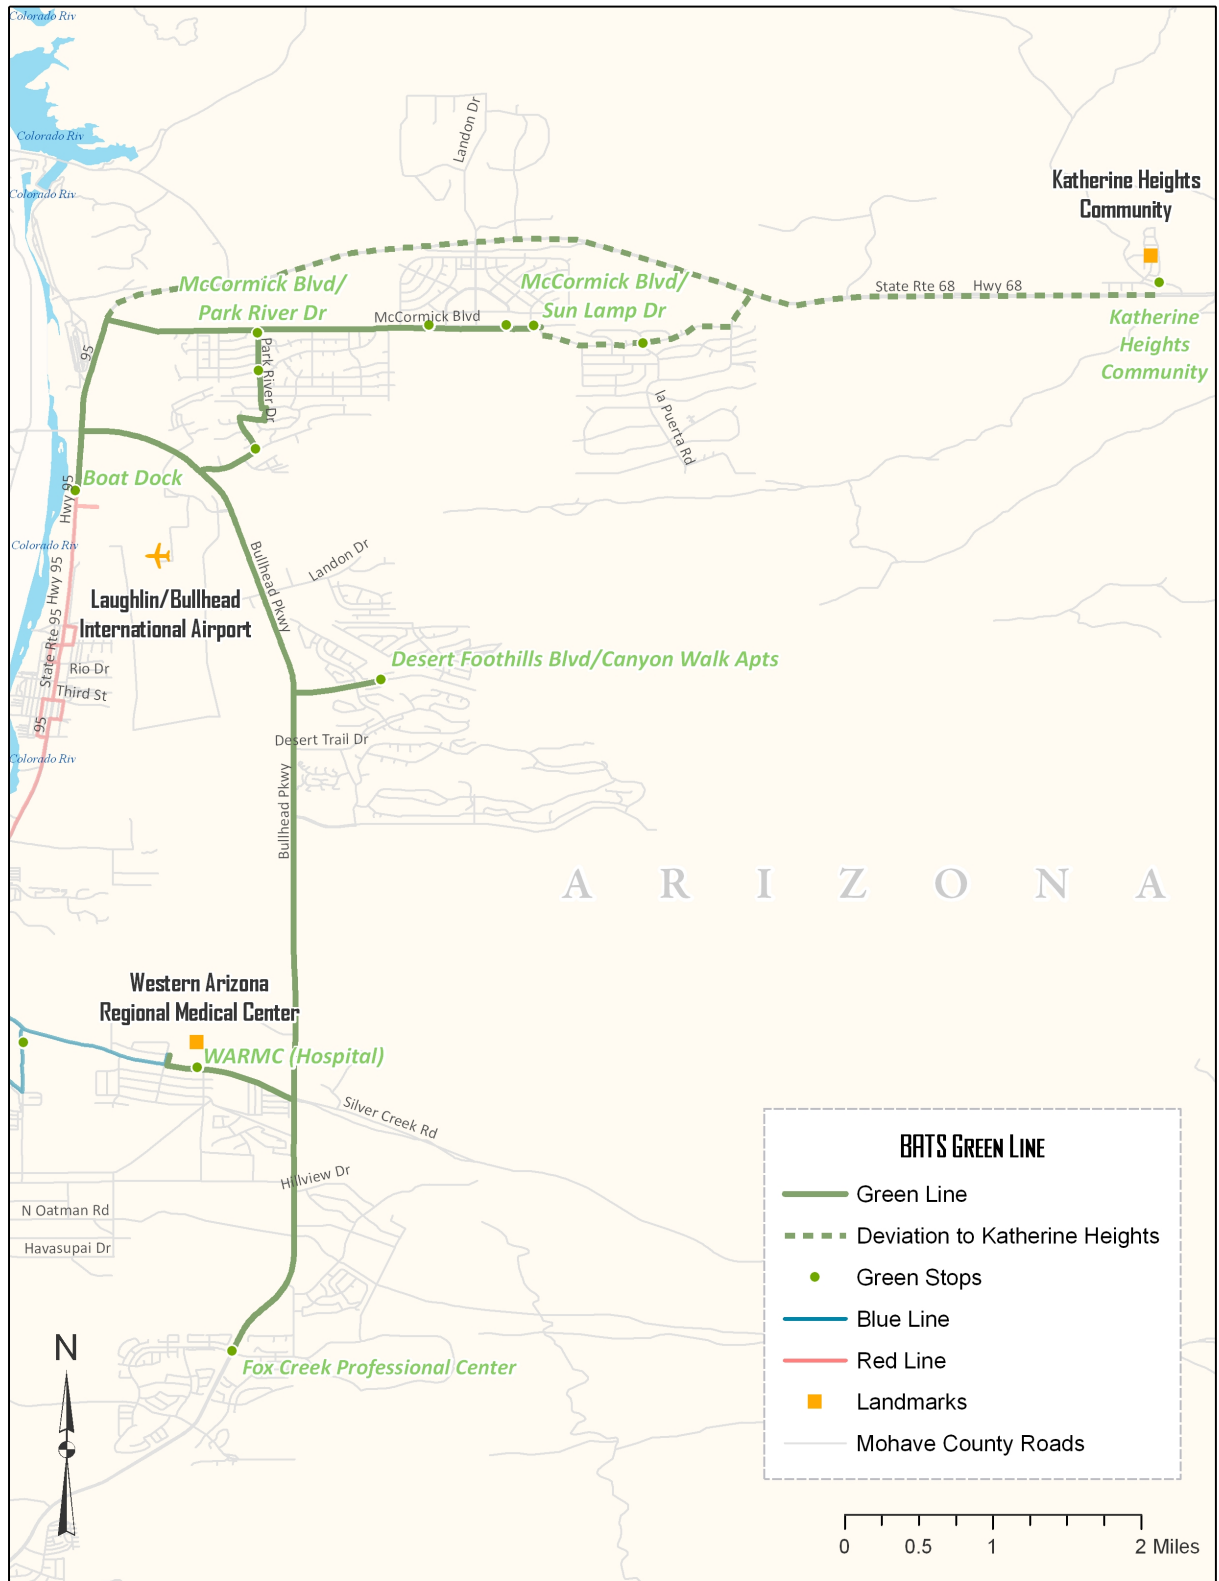 Colorado Riv
Landon Dr
Colorado Riv
Colorado Riv
Katherine Heights
Community
McCormick Blvd/
Park River Dr
McCormick Blvd/
Sun Lamp Dr
State Rte 68
Hwy 68
McCormick Blvd
Katherine
Heights
Community
95
Park River Dr
la Puerta Rd
Boat Dock
Hwy 95
Colorado Riv
Bullhead Pkwy
Landon Dr
Laughlin/Bullhead
International Airport
State Rte 95 Hwy 95
Desert Foothills Blvd/Canyon Walk Apts
Rio Dr
Third St
95
Desert Trail Dr
Colorado Riv
Bullhead Pkwy
A R I Z O N A
Western Arizona
Regional Medical Center
WARMC (Hospital)
Silver Creek Rd
Hillview Dr
N Oatman Rd
Havasupai Dr
Fox Creek Professional Center
N
BATS Green Line
Green Line
Deviation to Katherine Heights
Green Stops
Blue Line
Red Line
Landmarks
Mohave County Roads
0 0.5 1 2 Miles